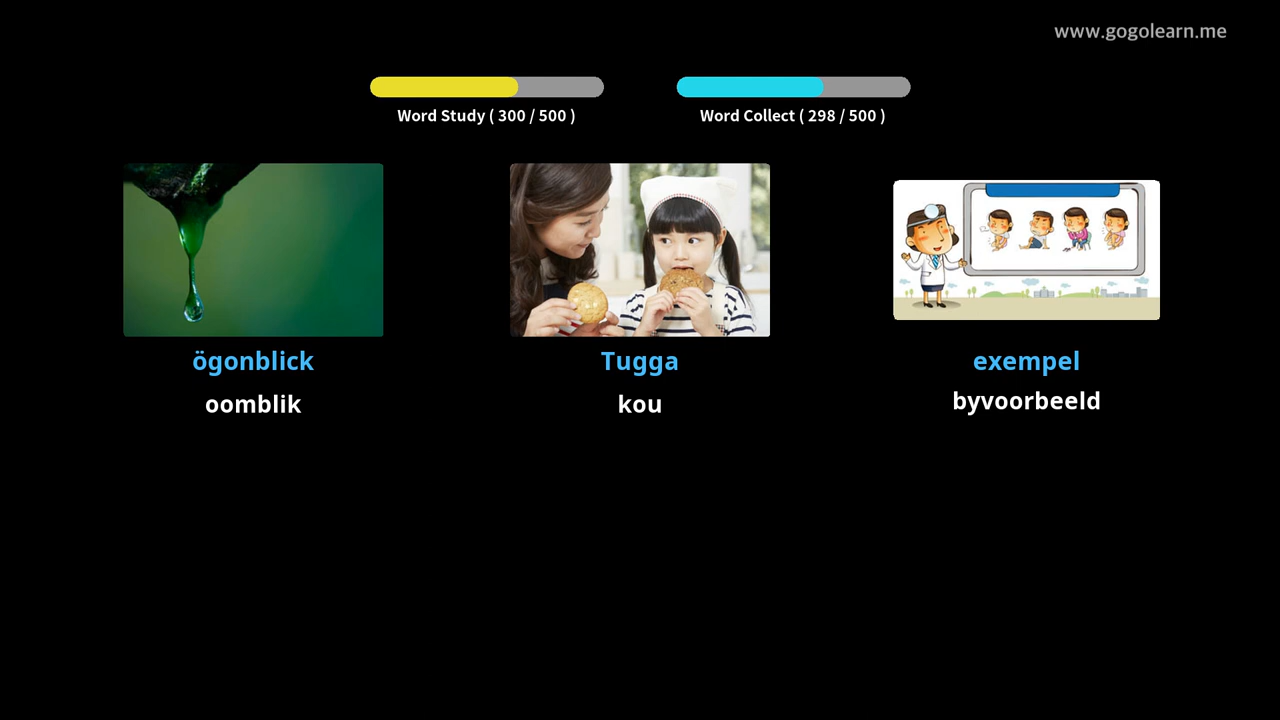 www.gogolearn.me
Word Study ( 300 / 500 )
Word Collect ( 298 / 500 )
ögonblick
oomblik
Tugga
kou
exempel
byvoorbeeld